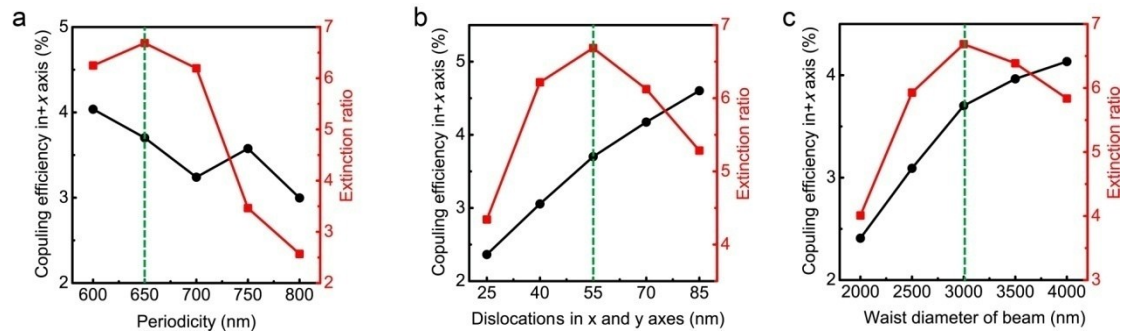 a
Copuling efficiency in+x axis (%)
5
4
3
2
600 650 700 750 800
Periodicity (nm)
7
6
5
4
3
2
Extinction ratio
b
Copuling efficiency in+x axis (%)
5
4
3
2
25 40 55 70 85
Dislocations in x and y axes (nm)
7
6
5
4
Extinction ratio
c
Copuling efficiency in+x axis (%)
4
3
2
2000 2500 3000 3500 4000
Waist diameter of beam (nm)
7
6
5
4
3
Extinction ratio